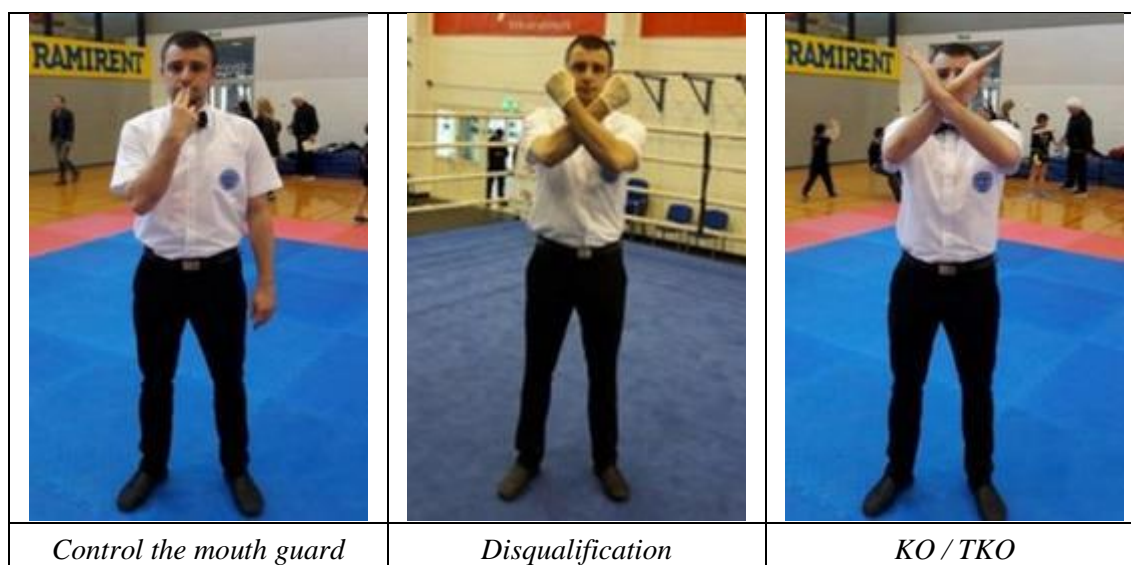 RAMIRENT
RAMIRENT
Control the mouth guard
Disqualification
KO / TKO